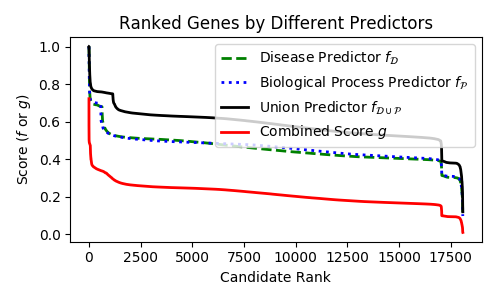 Ranked Genes by Different Predictors
Score (f or g)
1.0
0.8
0.6
0.4
0.2
0.0
Disease Predictor f_𝒟
Biological Process Predictor f_𝒫
Union Predictor f_𝒟∪𝒫
Combined Score g
0 2500 5000 7500 10000 12500 15000 17500
Candidate Rank